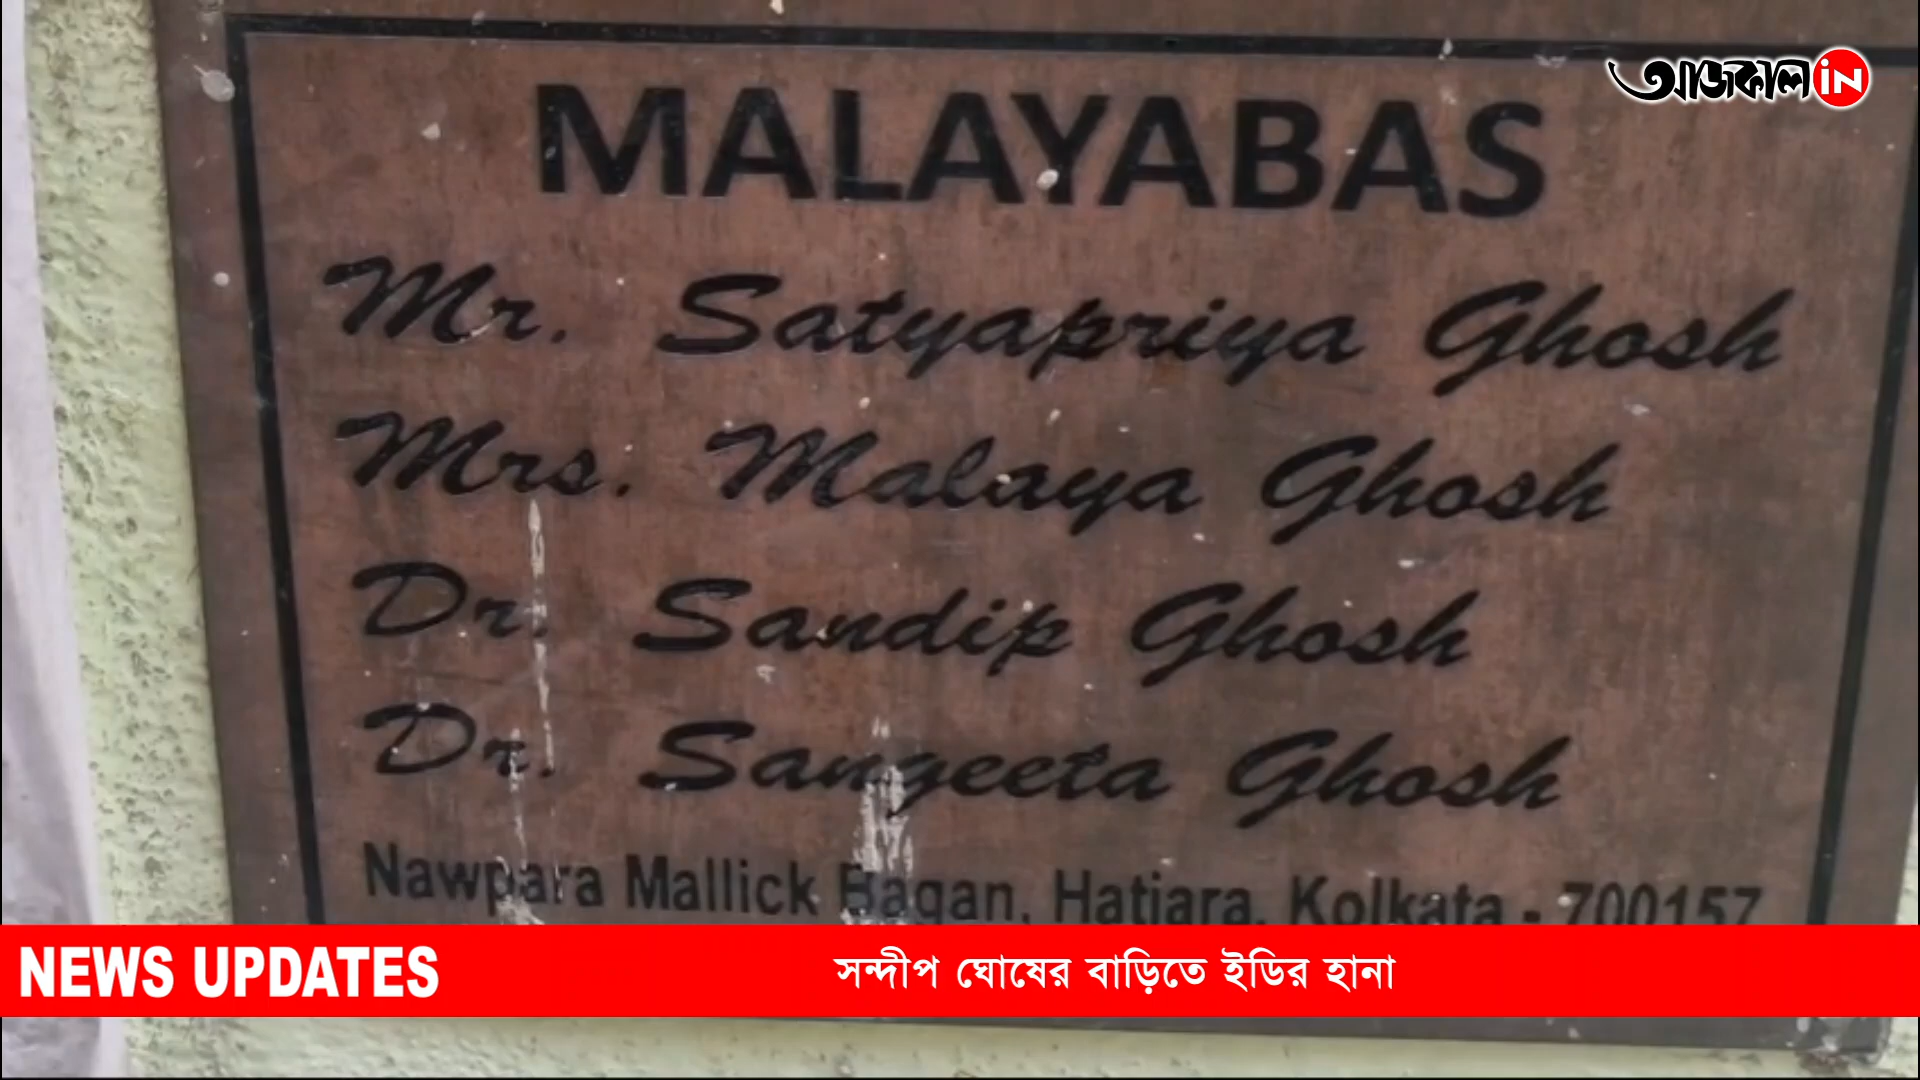 আজকাল iN
MALAYABAS
Mr. Satyapriya Ghosh
Mrs. Malaya Ghosh
Dr. Sandip Ghosh
Dr. Sangeeta Ghosh
Nawpara Mallick Bagan, Hatiara, Kolkata - 700157
NEWS UPDATES
সন্দীপ ঘোষের বাড়িতে ইডির হানা